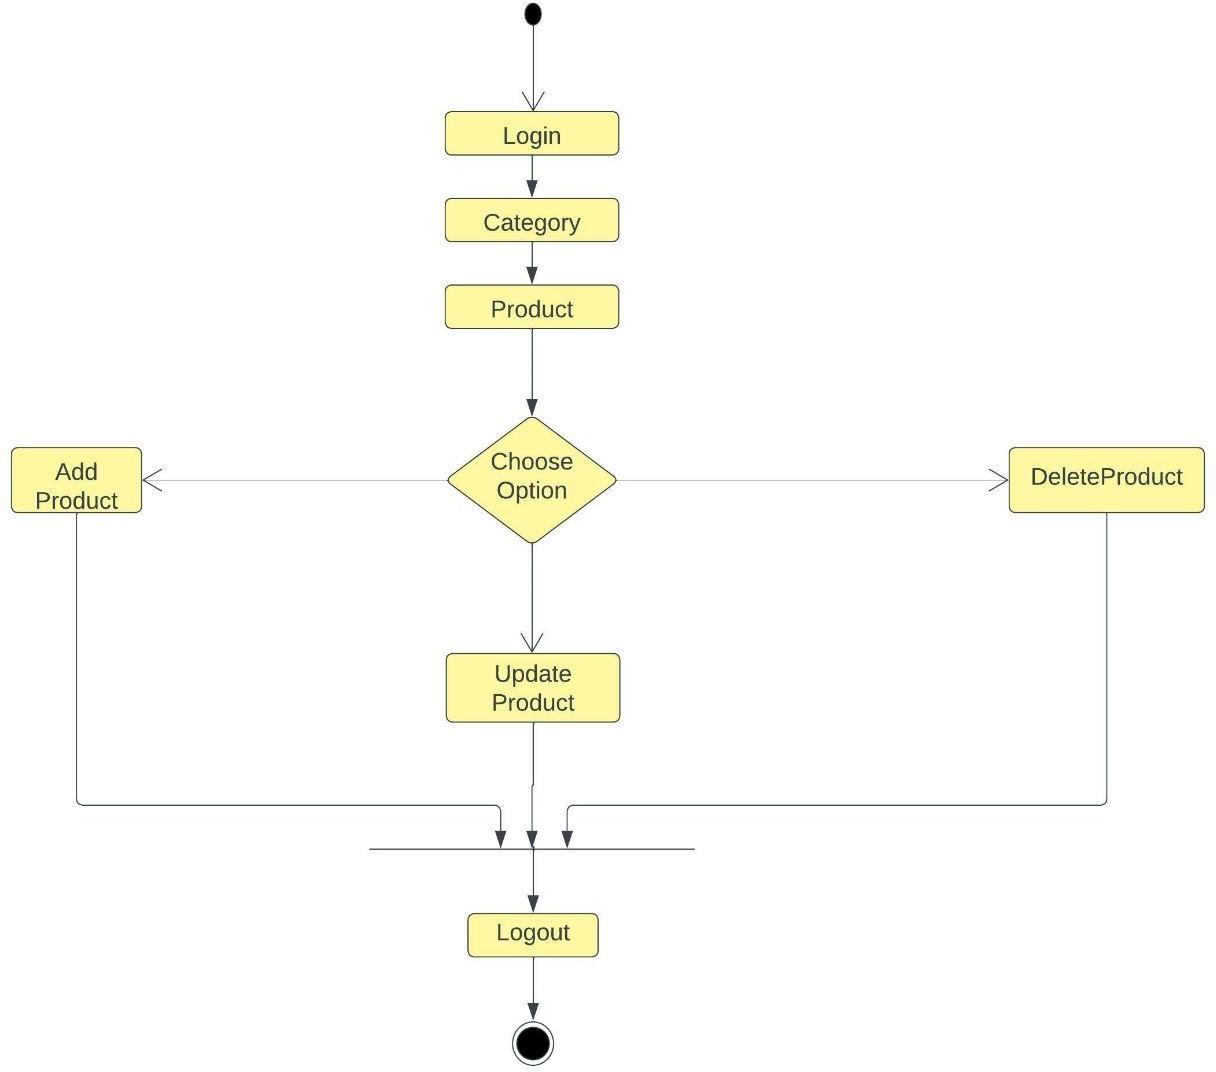 Login
Category
Product
Choose
Option
Add
Product
DeleteProduct
Update
Product
Logout